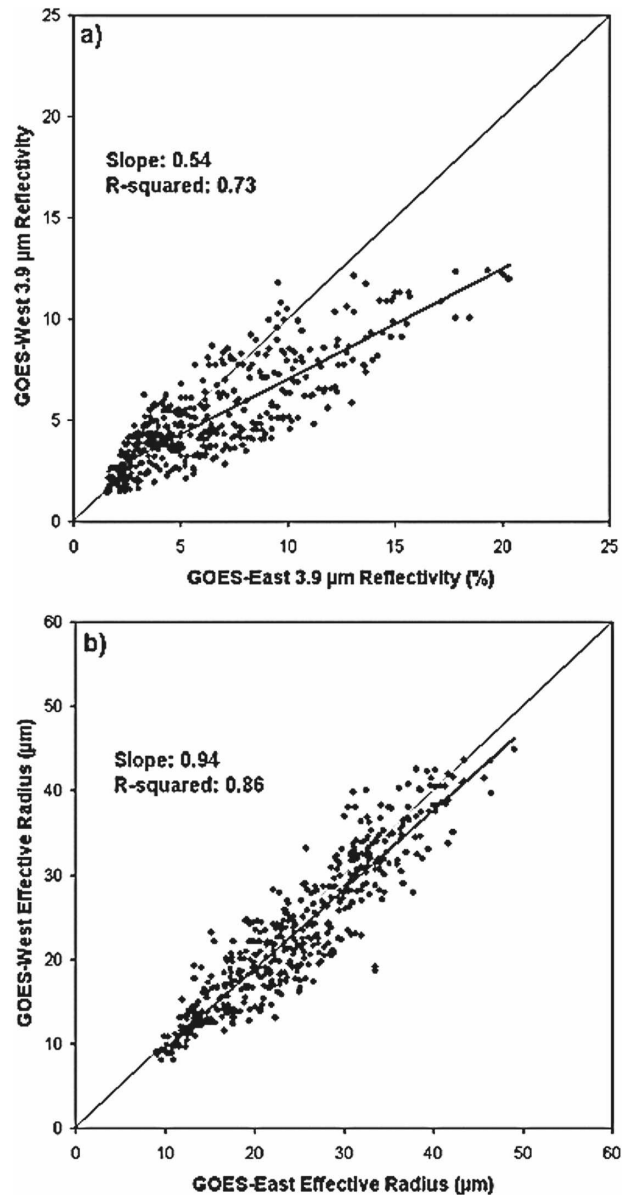 a)
25
20
15
10
5
0
GOES-West 3.9 µm Reflectivity
Slope: 0.54
R-squared: 0.73
0 5 10 15 20 25
GOES-East 3.9 µm Reflectivity (%)
b)
60
50
40
30
20
10
0
GOES-West Effective Radius (µm)
Slope: 0.94
R-squared: 0.86
0 10 20 30 40 50 60
GOES-East Effective Radius (µm)